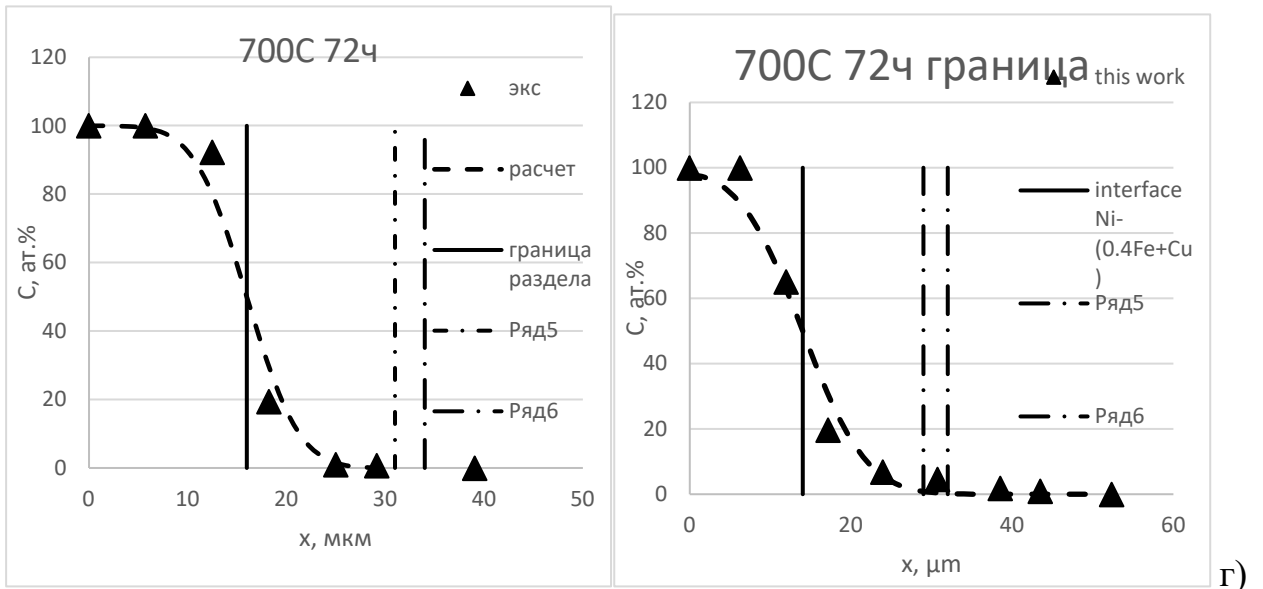 700C 72ч
120
100
80
60
40
20
0
C, ат.%
0
10
20
30
40
50
x, мкм
экс
расчет
граница
раздела
Ряд5
Ряд6
700C 72ч граница
120
100
80
60
40
20
0
C, ат.%
0
20
40
60
x, µm
this work
interface
Ni-
(0.4Fe+Cu
)
Ряд5
Ряд6
г)